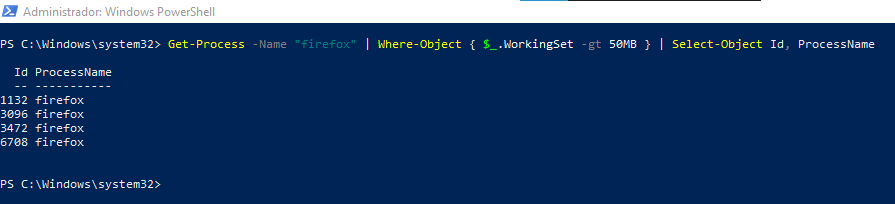 Administrador: Windows PowerShell
PS C:\Windows\system32> Get-Process -Name "firefox" | Where-Object { $_.WorkingSet -gt 50MB } | Select-Object Id, ProcessName
Id ProcessName
-- -----------
1132 firefox
3096 firefox
3472 firefox
6708 firefox
PS C:\Windows\system32>